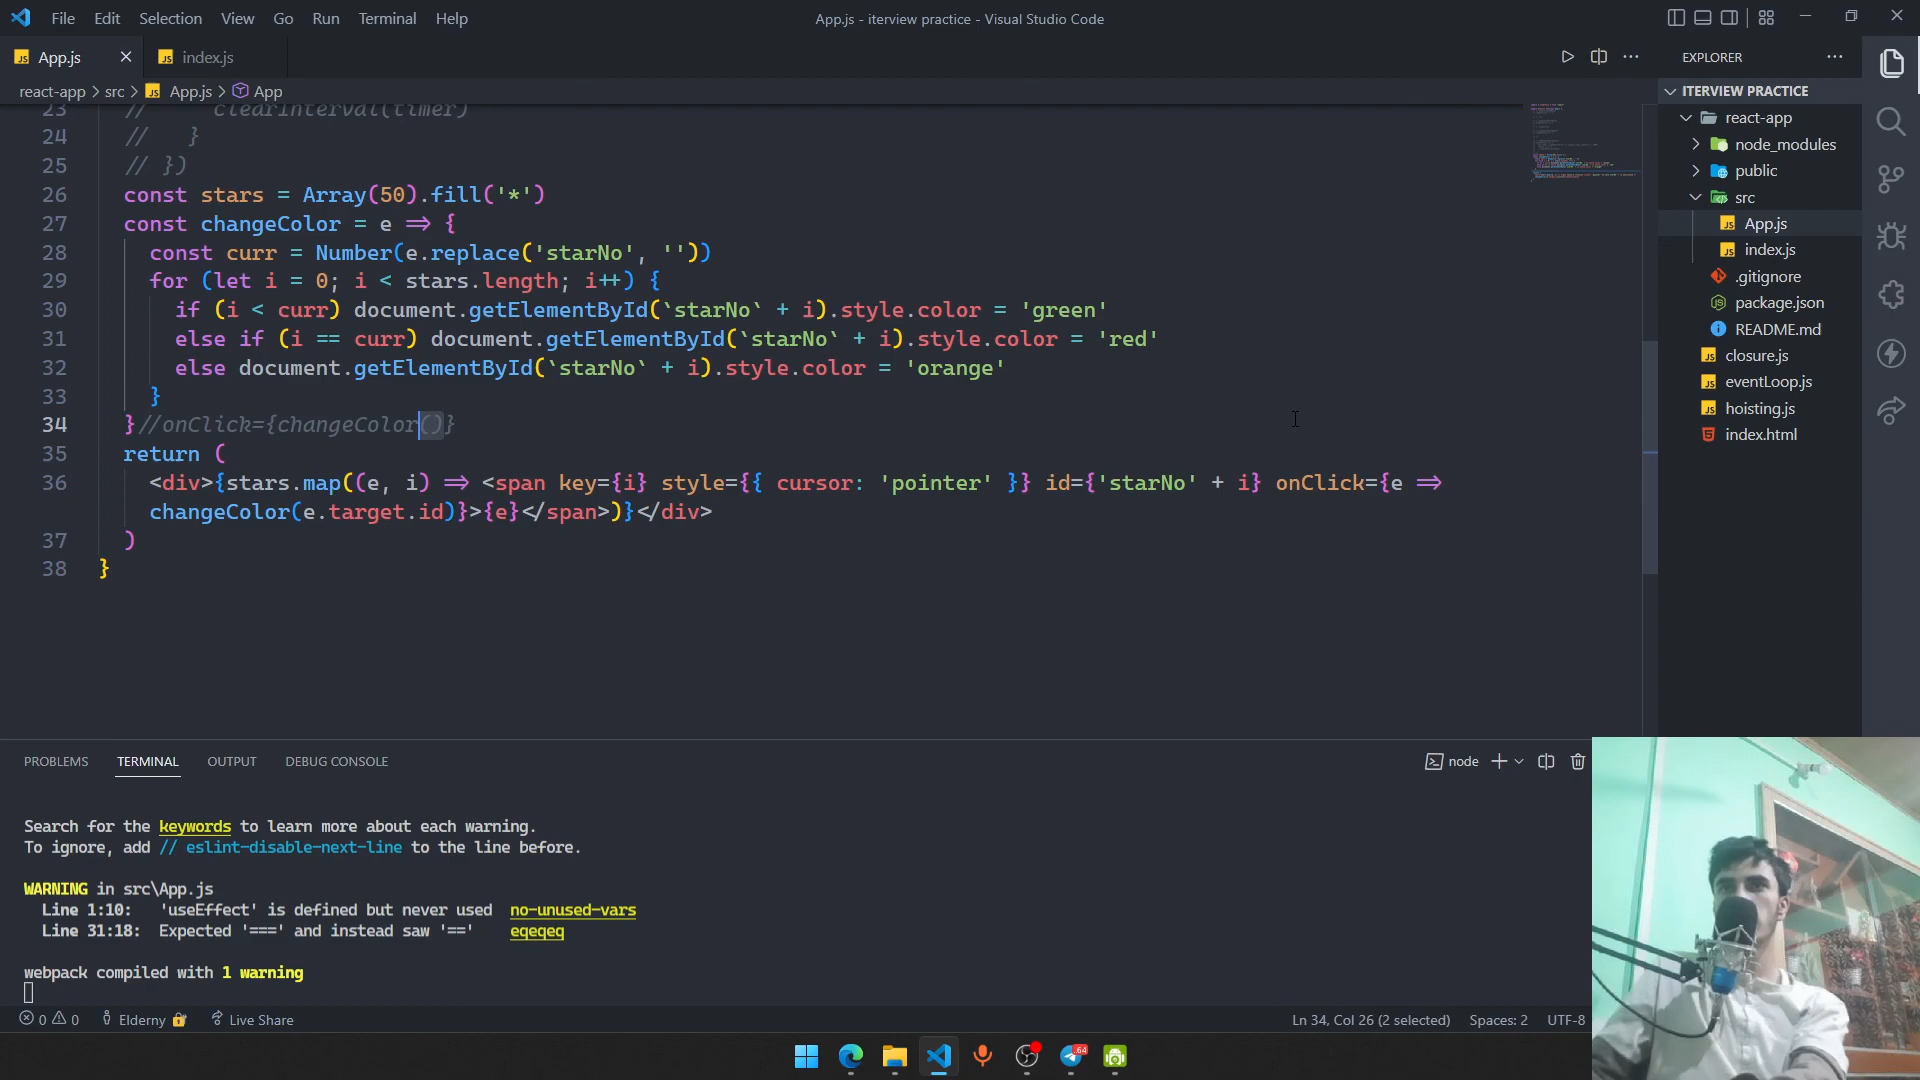 File Edit Selection View Go Run Terminal Help
App.js - iterview practice - Visual Studio Code
App.js
index.js
EXPLORER
react-app > src > App.js > App
ITERVIEW PRACTICE
react-app
node_modules
public
src
App.js
index.js
.gitignore
package.json
README.md
closure.js
eventLoop.js
hoisting.js
index.html
23 // clearInterval(timer)
24 // }
25 // })
26 const stars = Array(50).fill('*')
27 const changeColor = e => {
28 const curr = Number(e.replace('starNo', ''))
29 for (let i = 0; i < stars.length; i++) {
30 if (i < curr) document.getElementById(`starNo` + i).style.color = 'green'
31 else if (i == curr) document.getElementById(`starNo` + i).style.color = 'red'
32 else document.getElementById(`starNo` + i).style.color = 'orange'
33 }
34 }//onClick={changeColor()}
35 return (
36 <div>{stars.map((e, i) => <span key={i} style={{ cursor: 'pointer' }} id={'starNo' + i} onClick={e =>
changeColor(e.target.id)}>{e}</span>)}</div>
37 )
38 }
PROBLEMS TERMINAL OUTPUT DEBUG CONSOLE
node
Search for the keywords to learn more about each warning.
To ignore, add // eslint-disable-next-line to the line before.
WARNING in src\App.js
Line 1:10: 'useEffect' is defined but never used no-unused-vars
Line 31:18: Expected '===' and instead saw '==' eqeqeq
webpack compiled with 1 warning
0 0 Elderny Live Share
Ln 34, Col 26 (2 selected) Spaces: 2 UTF-8
64